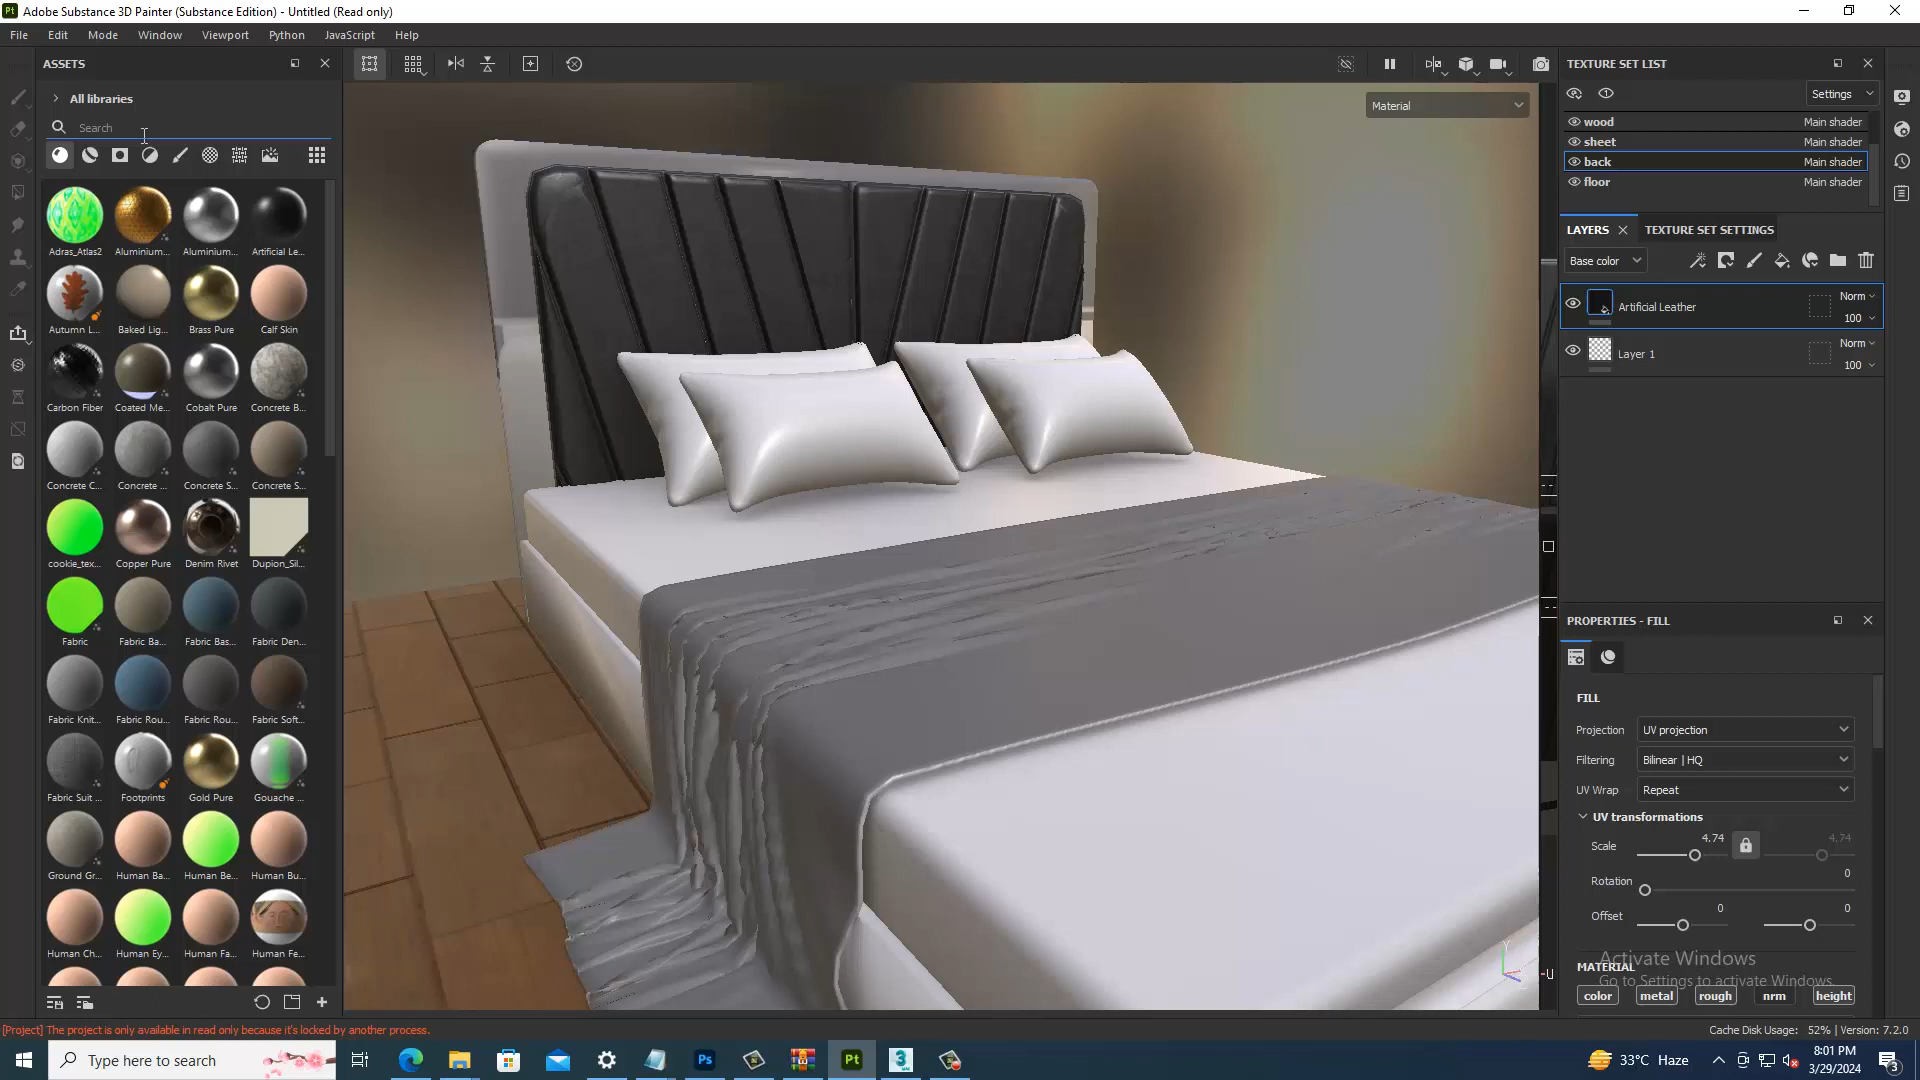 Adobe Substance 3D Painter (Substance Edition) - Untitled (Read only)
File Edit Mode Window Viewport Python JavaScript Help
ASSETS
All libraries
Search
Adras_Atlas2 Aluminium... Aluminium... Artificial Le...
Autumn L... Baked Lig... Brass Pure Calf Skin
Carbon Fiber Coated Me... Cobalt Pure Concrete B...
Concrete C... Concrete ... Concrete S... Concrete S...
cookie_tex... Copper Pure Denim Rivet Dupion_Sil...
Fabric Fabric Ba... Fabric Bas... Fabric Den...
Fabric Knit... Fabric Rou... Fabric Rou... Fabric Soft...
Fabric Suit ... Footprints Gold Pure Gouache ...
Ground Gr... Human Ba... Human Be... Human Bu...
Human Ch... Human Ey... Human Fa... Human Fe...
Material
Y
-U
TEXTURE SET LIST
Settings
wood Main shader
sheet Main shader
back Main shader
floor Main shader
LAYERS TEXTURE SET SETTINGS
Base color
Artificial Leather Norm 100
Layer 1 Norm 100
PROPERTIES - FILL
FILL
Projection UV projection
Filtering Bilinear | HQ
UV Wrap Repeat
UV transformations
Scale 4.74 4.74
Rotation 0
Offset 0 0
MATERIAL
color metal rough nrm height
Activate Windows
Go to Settings to activate Windows.
[Project] The project is only available in read only because it's locked by another process.
Cache Disk Usage: 52% | Version: 7.2.0
Type here to search
Ps
Pt
3
33°C Haze
8:01 PM
3/29/2024
3